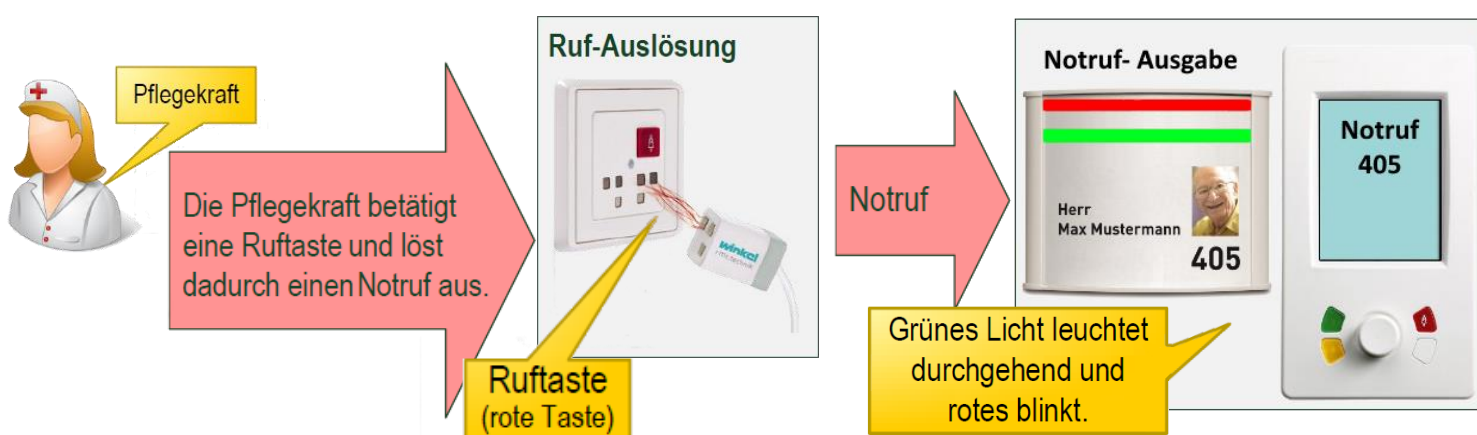 Pflegekraft
Die Pflegekraft betätigt
eine Ruftaste und löst
dadurch einen Notruf aus.
Ruf-Auslösung
winkel
Ruftaste
(rote Taste)
Notruf
Notruf- Ausgabe
Herr
Max Mustermann
405
Notruf
405
Grünes Licht leuchtet
durchgehend und
rotes blinkt.